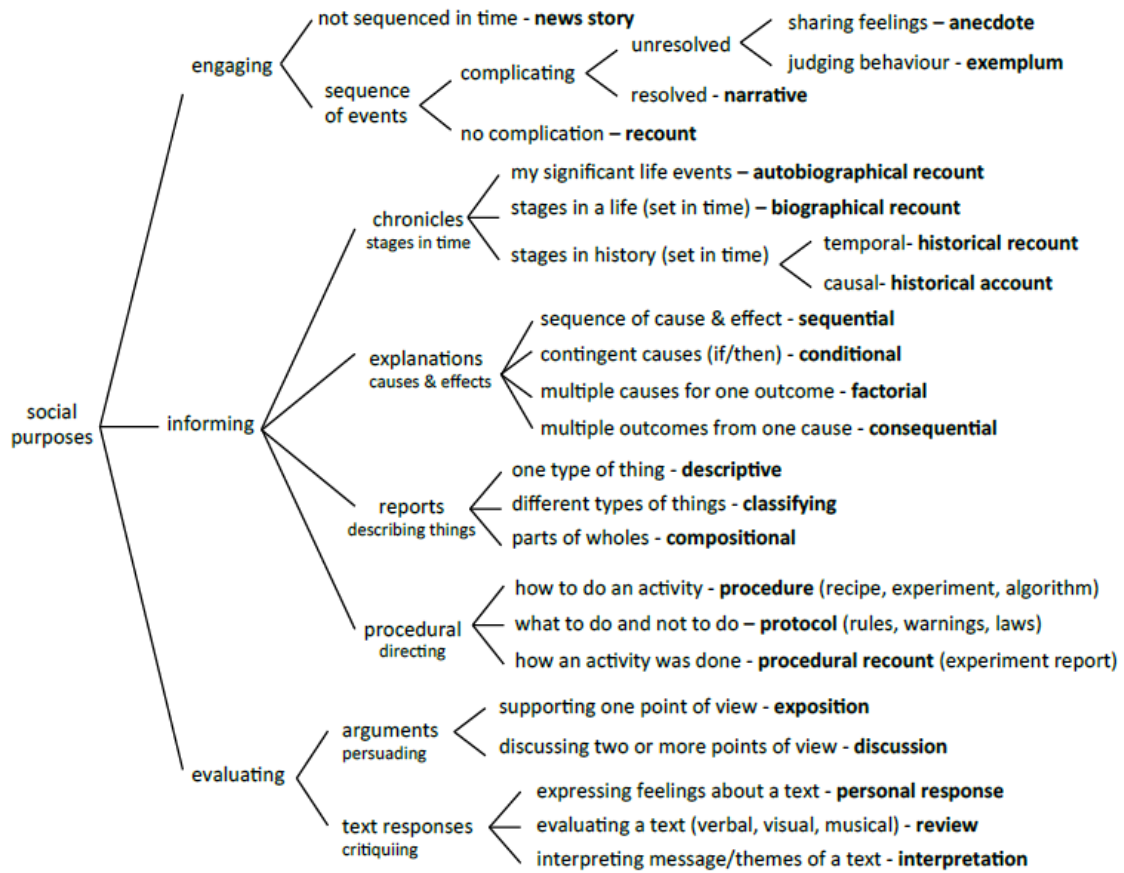 not sequenced in time - news story
sharing feelings – anecdote
unresolved
judging behaviour - exemplum
engaging
complicating
sequence
of events
resolved - narrative
no complication – recount
my significant life events – autobiographical recount
chronicles
stages in time
stages in a life (set in time) – biographical recount
stages in history (set in time)
temporal- historical recount
causal- historical account
sequence of cause & effect - sequential
explanations
causes & effects
contingent causes (if/then) - conditional
multiple causes for one outcome - factorial
multiple outcomes from one cause - consequential
social
purposes
informing
one type of thing - descriptive
reports
describing things
different types of things - classifying
parts of wholes - compositional
how to do an activity - procedure (recipe, experiment, algorithm)
procedural
directing
what to do and not to do – protocol (rules, warnings, laws)
how an activity was done - procedural recount (experiment report)
supporting one point of view - exposition
arguments
persuading
discussing two or more points of view - discussion
evaluating
expressing feelings about a text - personal response
text responses
critiquiing
evaluating a text (verbal, visual, musical) - review
interpreting message/themes of a text - interpretation